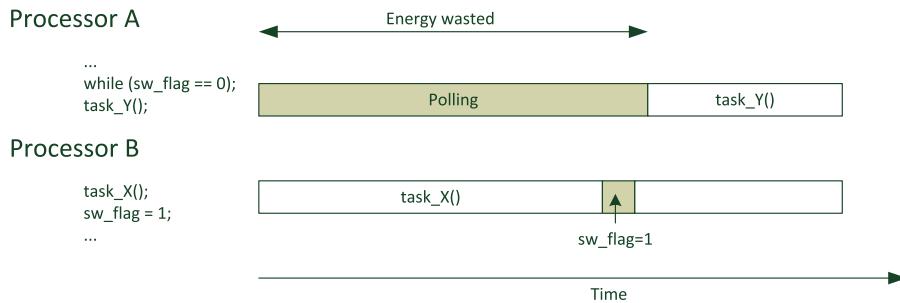 Processor A
Energy wasted
...
while (sw_flag == 0);
task_Y();
Polling
task_Y()
Processor B
task_X();
sw_flag = 1;
...
task_X()
sw_flag=1
Time